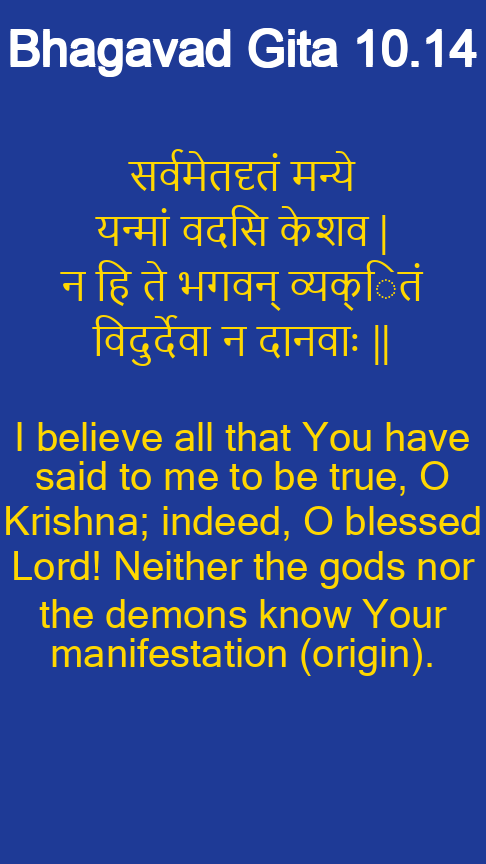 Bhagavad Gita 10.14
सर्वमेतदृतं मन्ये
यन्मां वदसि केशव |
न हि ते भगवन् व्यक्ितं
विदुर्देवा न दानवाः ||
I believe all that You have
said to me to be true, O
Krishna; indeed, O blessed
Lord! Neither the gods nor
the demons know Your
manifestation (origin).